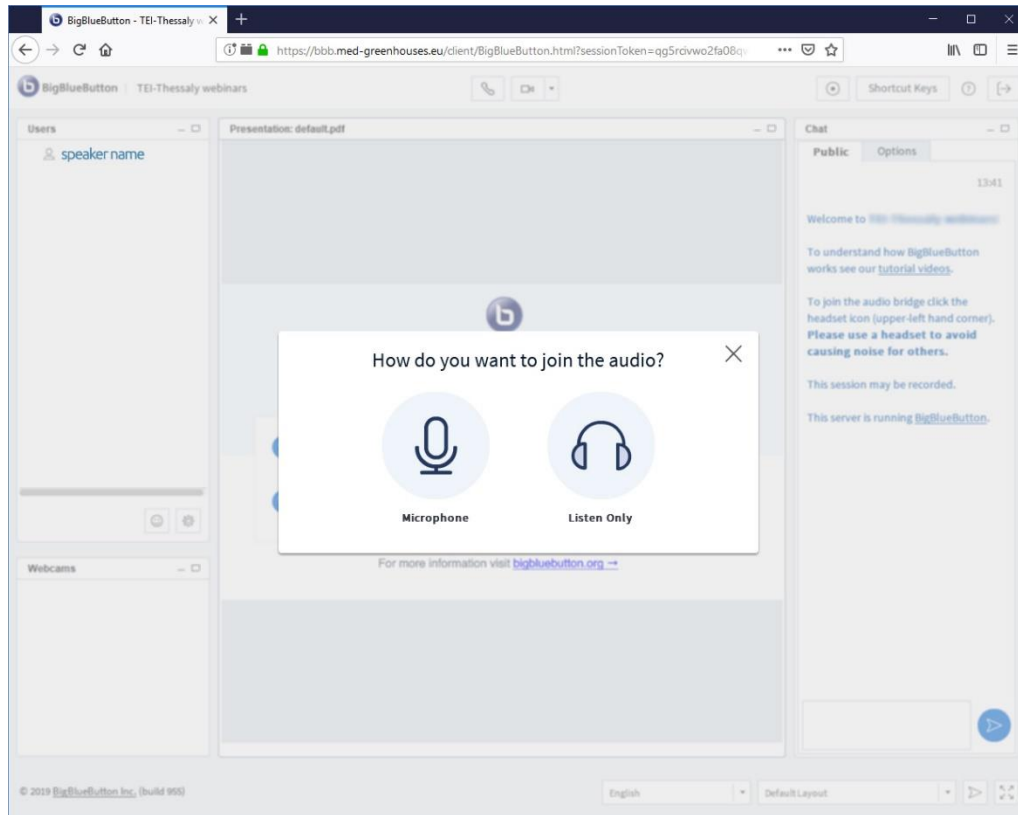 BigBlueButton - TEI-Thessaly w
https://bbb.med-greenhouses.eu/client/BigBlueButton.html?sessionToken=qg5rcivwo2fa08q
BigBlueButton | TEI-Thessaly webinars
Shortcut Keys
Users
speaker name
Presentation: default.pdf
Chat
Public
Options
13:41
Welcome to
To understand how BigBlueButton
works see our tutorial videos.
To join the audio bridge click the
headset icon (upper-left hand corner).
Please use a headset to avoid
causing noise for others.
This session may be recorded.
This server is running BigBlueButton.
How do you want to join the audio?
Microphone
Listen Only
For more information visit bigbluebutton.org →
Webcams
© 2019 BigBlueButton Inc. (build 955)
English
Default Layout